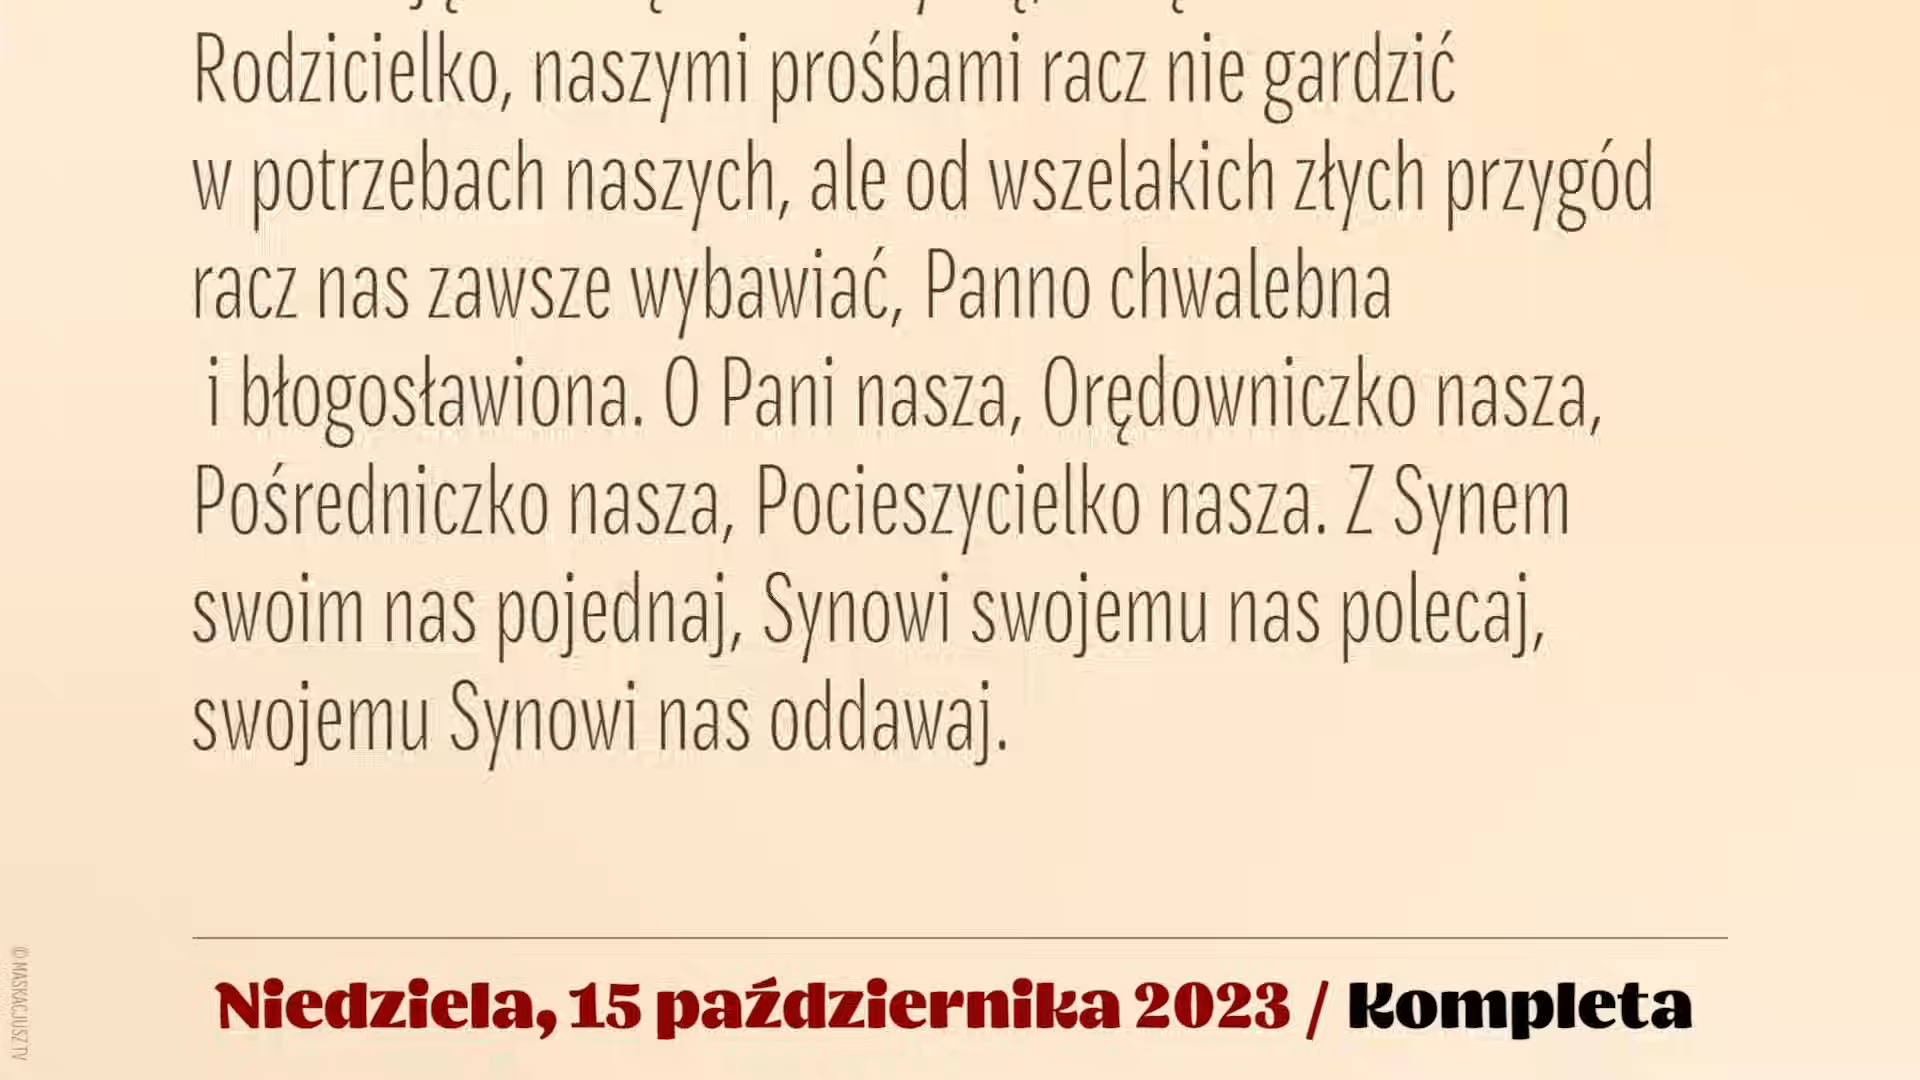 Rodzicielko, naszymi prośbami racz nie gardzić
w potrzebach naszych, ale od wszelakich złych przygód
racz nas zawsze wybawiać, Panno chwalebna
i błogosławiona. O Pani nasza, Orędowniczko nasza,
Pośredniczko nasza, Pocieszycielko nasza. Z Synem
swoim nas pojednaj, Synowi swojemu nas polecaj,
swojemu Synowi nas oddawaj.
Niedziela, 15 października 2023 / Kompleta
© MASKACJUSZ TV